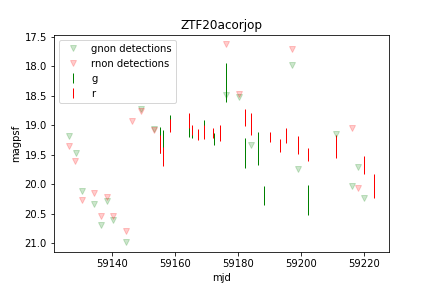 ZTF20acorjop
17.5
18.0
18.5
19.0
19.5
20.0
20.5
21.0
magpsf
gnon detections
rnon detections
g
r
59140
59160
59180
59200
59220
mjd